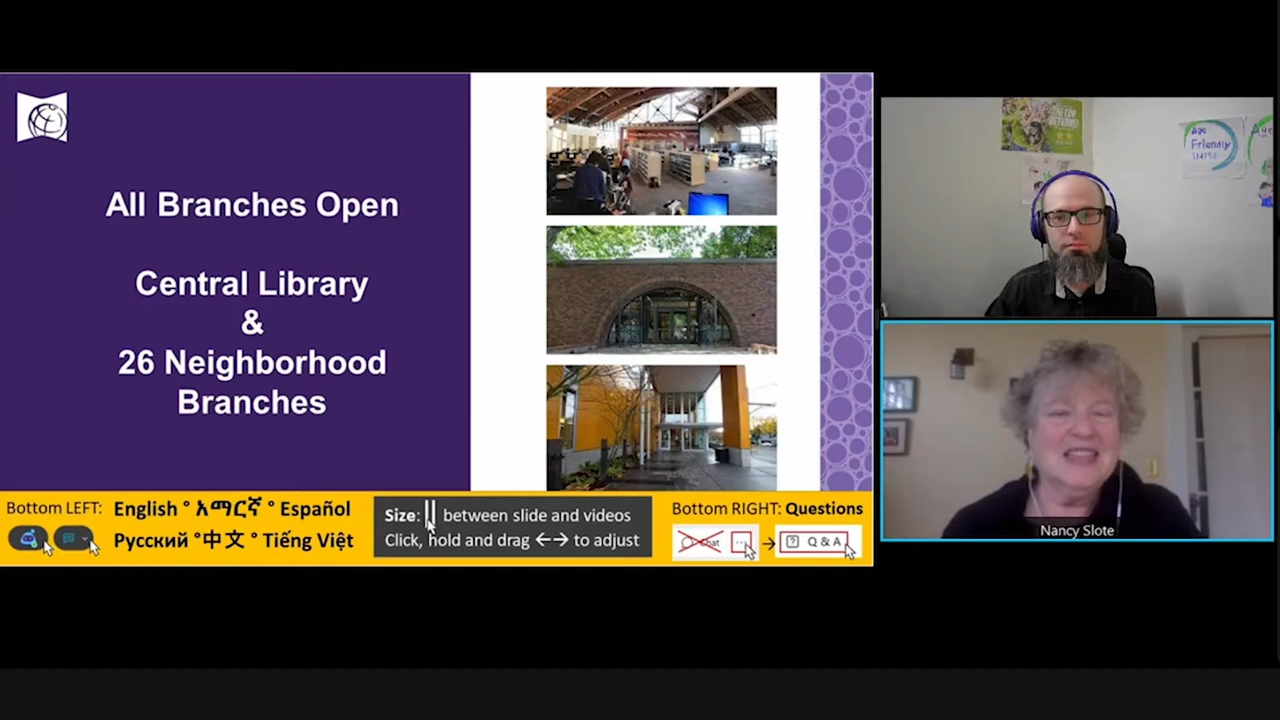 All Branches Open
Central Library
&
26 Neighborhood
Branches
Bottom LEFT:
English ° አማርኛ ° Español
Русский °中文 ° Tiếng Việt
Size: || between slide and videos
Click, hold and drag ←→ to adjust
Bottom RIGHT: Questions
→ ? Q & A
Age
Friendly
SEATTLE
Nancy Slote